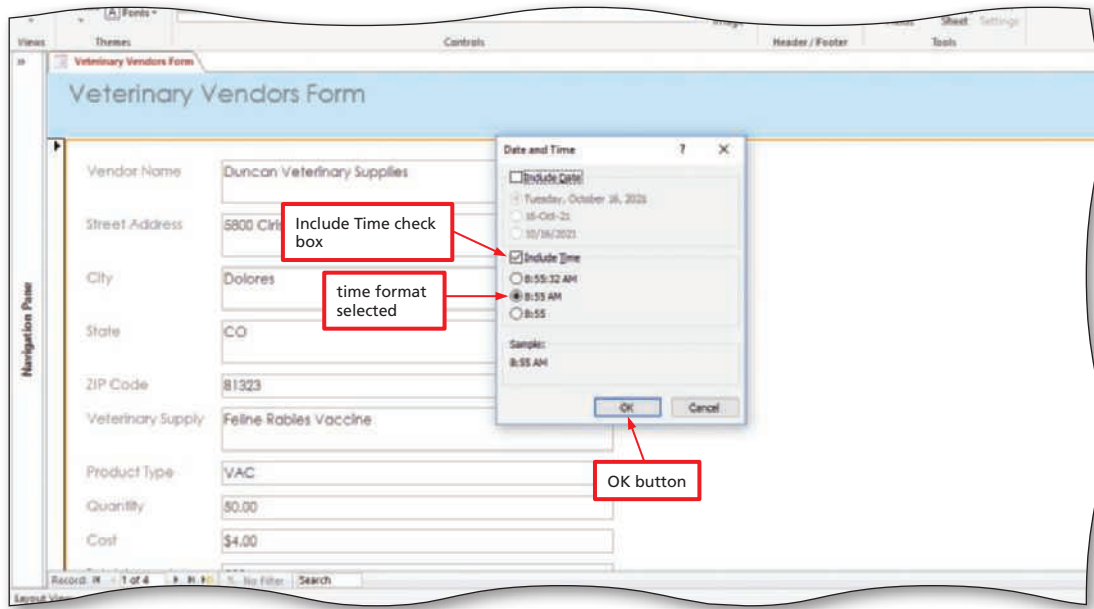 Fonts
Sheet Settings
Views
Themes
Controls
Header / Footer
Tools
Veterinary Vendors Form
Veterinary Vendors Form
Navigation Pane
Vendor Name
Duncan Veterinary Supplies
Street Address
5800
City
Dolores
State
CO
ZIP Code
81323
Veterinary Supply
Feline Rabies Vaccine
Product Type
VAC
Quantity
50.00
Cost
$4.00
Date and Time
? ×
Include Date
Tuesday, October 16, 2021
16-Oct-21
10/16/2021
Include Time
8:55:32 AM
8:55 AM
8:55
Sample:
8:55 AM
OK
Cancel
Include Time check
box
time format
selected
OK button
Record: 1 of 4 No Filter Search
Layout View